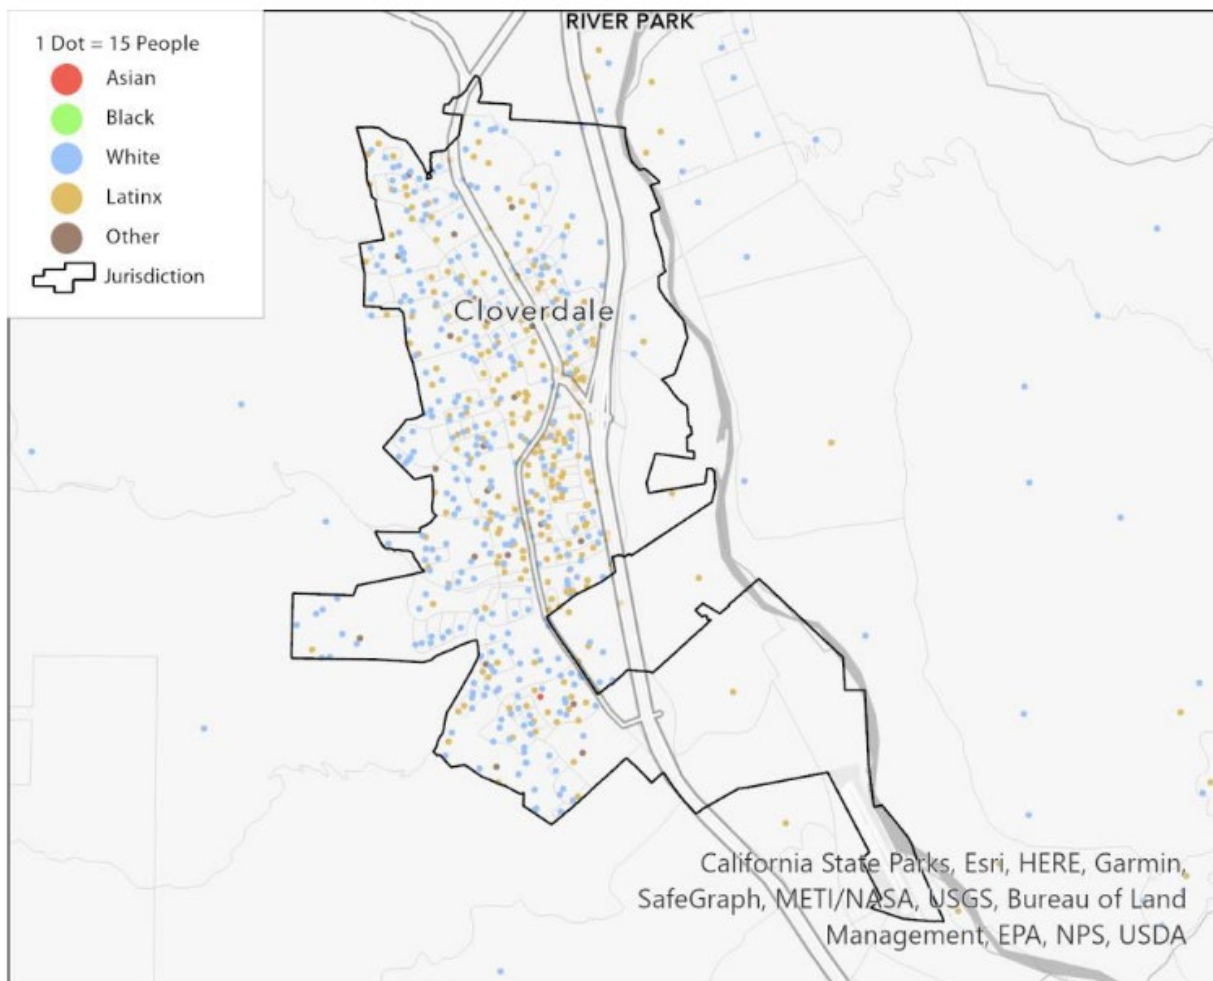 RIVER PARK
1 Dot = 15 People
Asian
Black
White
Latinx
Other
Jurisdiction
Cloverdale
California State Parks, Esri, HERE, Garmin,
SafeGraph, METI/NASA, USGS, Bureau of Land
Management, EPA, NPS, USDA